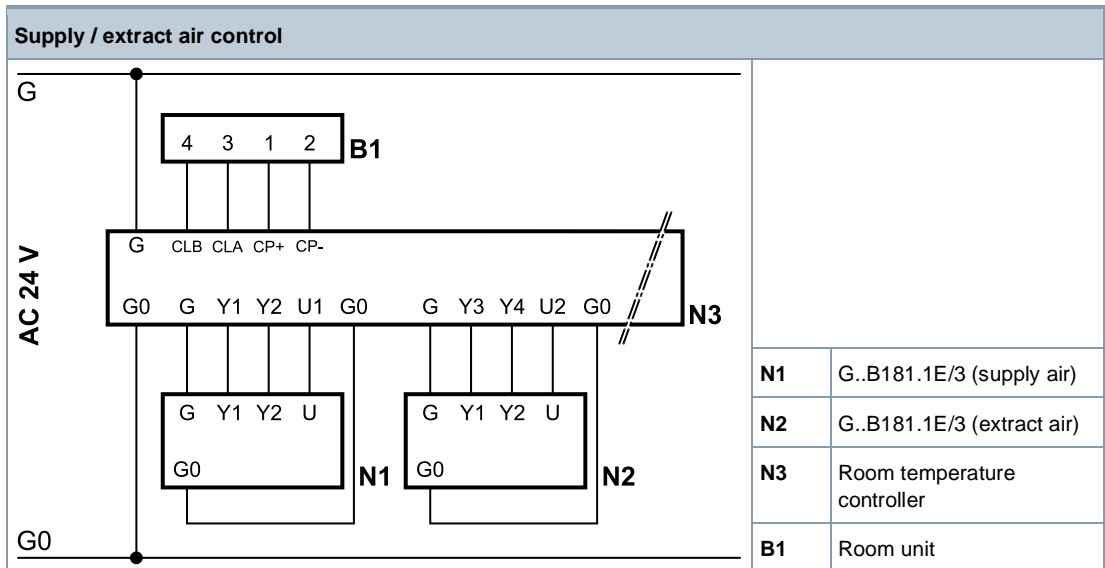 Supply / extract air control
G
4 3 1 2
B1
AC 24 V
G CLB CLA CP+ CP-
G0 G Y1 Y2 U1 G0 G Y3 Y4 U2 G0
N3
G Y1 Y2 U
G0
N1
G Y1 Y2 U
G0
N2
G0
N1 G..B181.1E/3 (supply air)
N2 G..B181.1E/3 (extract air)
N3 Room temperature
controller
B1 Room unit